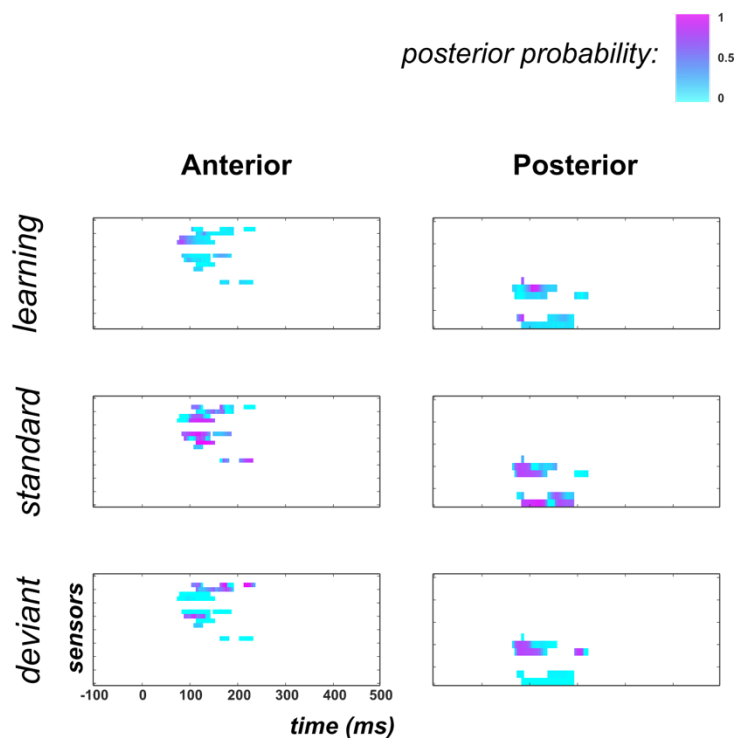 posterior probability:
1
0.5
0
Anterior
Posterior
learning
standard
deviant
sensors
-100 0 100 200 300 400 500
time (ms)